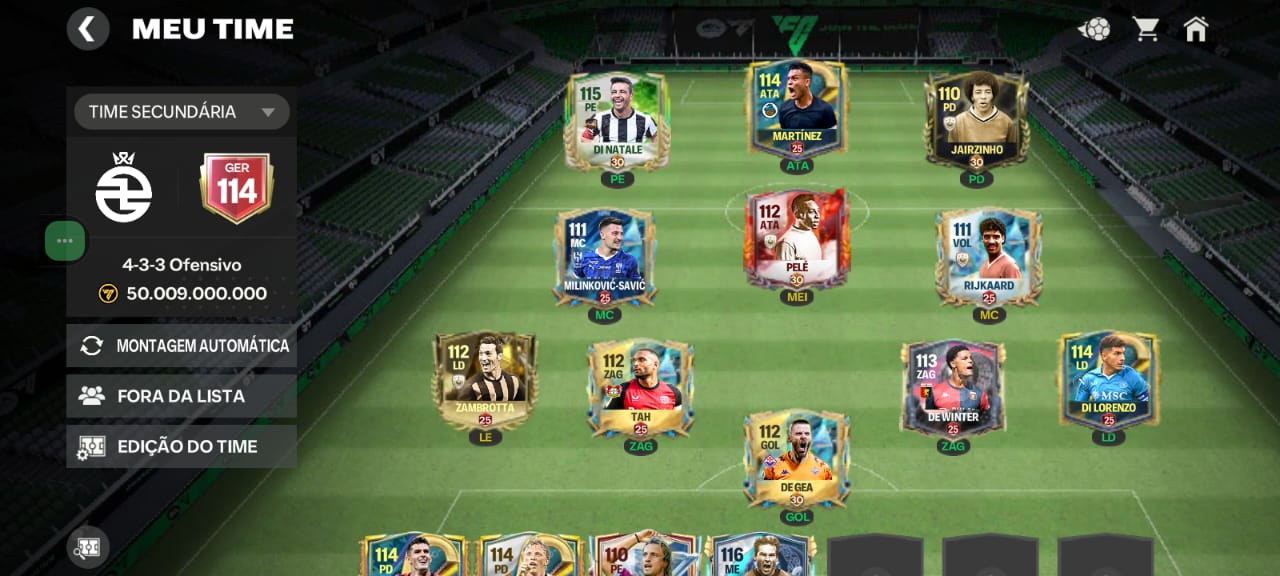 MEU TIME
TIME SECUNDÁRIA
GER
114
4-3-3 Ofensivo
50.009.000.000
MONTAGEM AUTOMÁTICA
FORA DA LISTA
EDIÇÃO DO TIME
115
PE
DI NATALE
30
PE
114
ATA
MARTÍNEZ
25
ATA
110
PD
JAIRZINHO
30
PD
111
MC
MILINKOVIĆ-SAVIĆ
25
MC
112
ATA
PELÉ
30
MEI
111
VOL
RIJKAARD
25
MC
112
LD
ZAMBROTTA
25
LE
112
ZAG
TAH
25
ZAG
113
ZAG
DE WINTER
25
ZAG
114
LD
MSC
DI LORENZO
25
LD
112
GOL
DE GEA
30
GOL
114
PD
114
PD
110
PE
116
ME